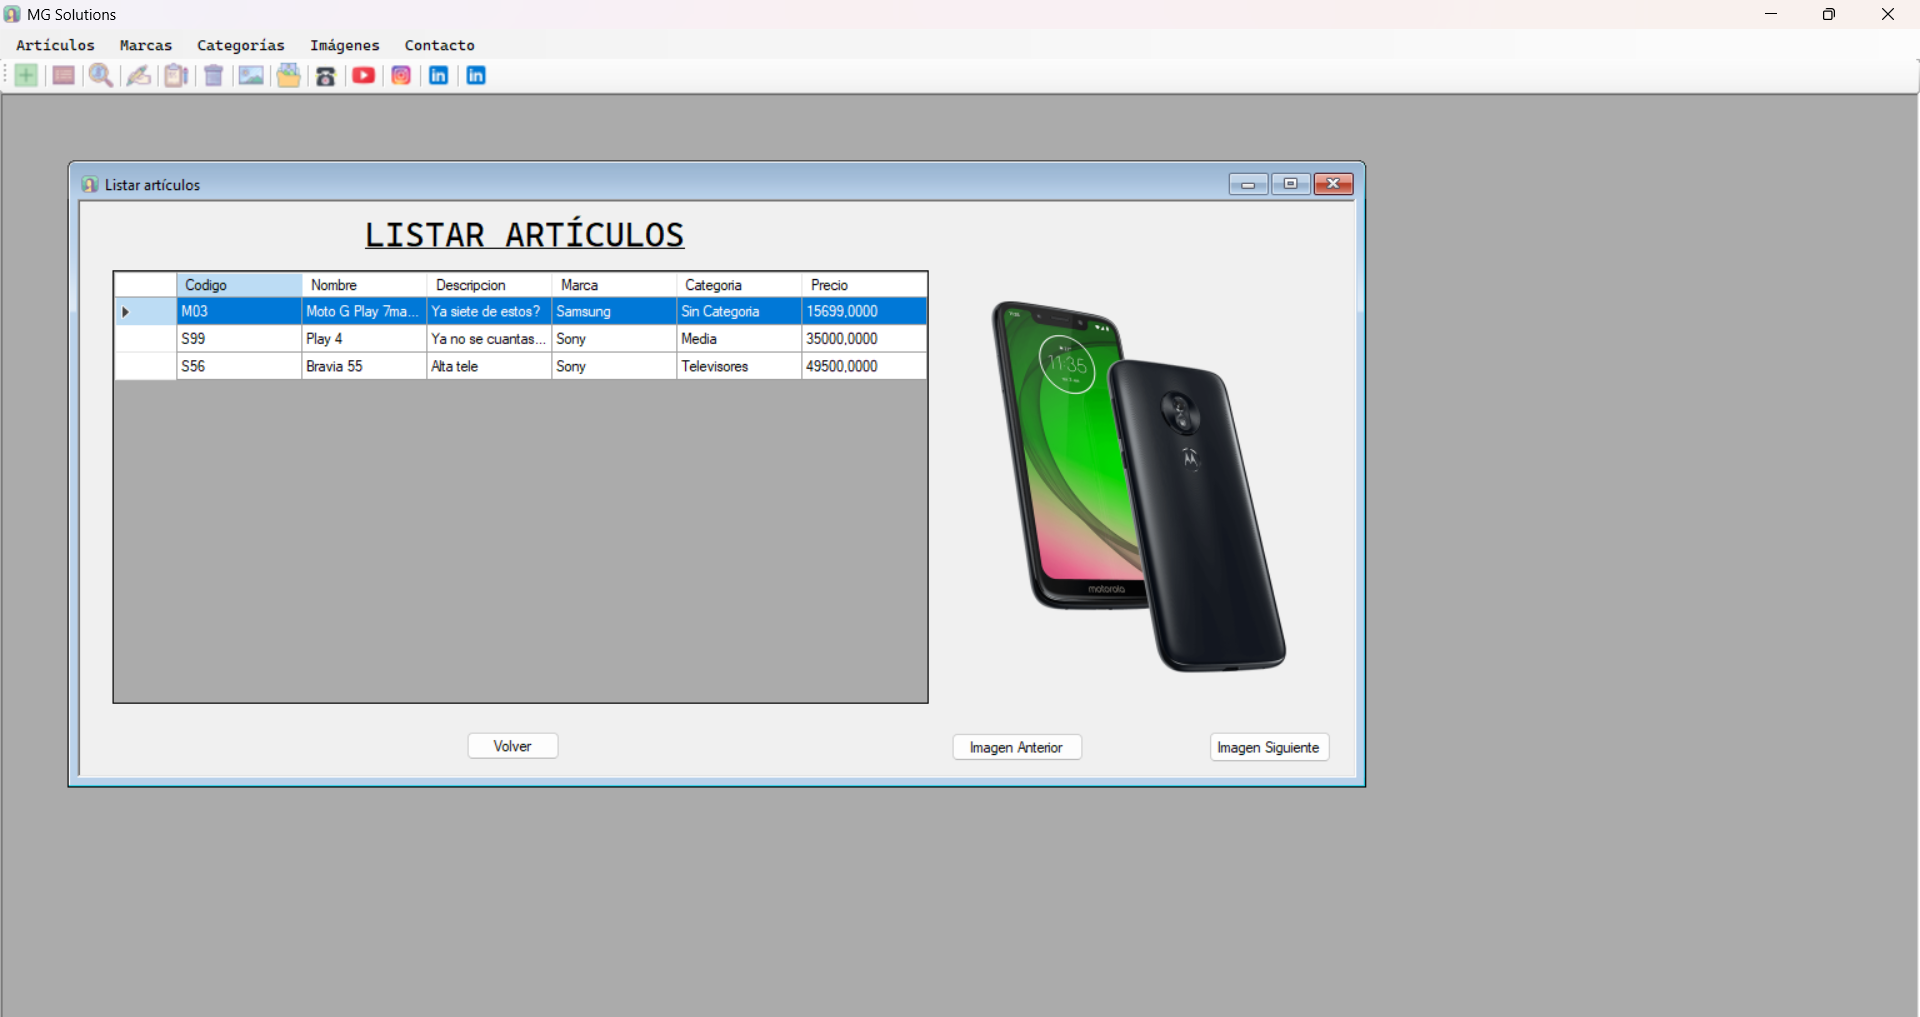 MG Solutions
Artículos Marcas Categorías Imágenes Contacto
in in
Listar artículos
LISTAR ARTÍCULOS
Codigo Nombre Descripcion Marca Categoria Precio
M03 Moto G Play 7ma... Ya siete de estos? Samsung Sin Categoria 15699,0000
S99 Play 4 Ya no se cuantas... Sony Media 35000,0000
S56 Bravia 55 Alta tele Sony Televisores 49500,0000
11:35
motorola
Volver Imagen Anterior Imagen Siguiente